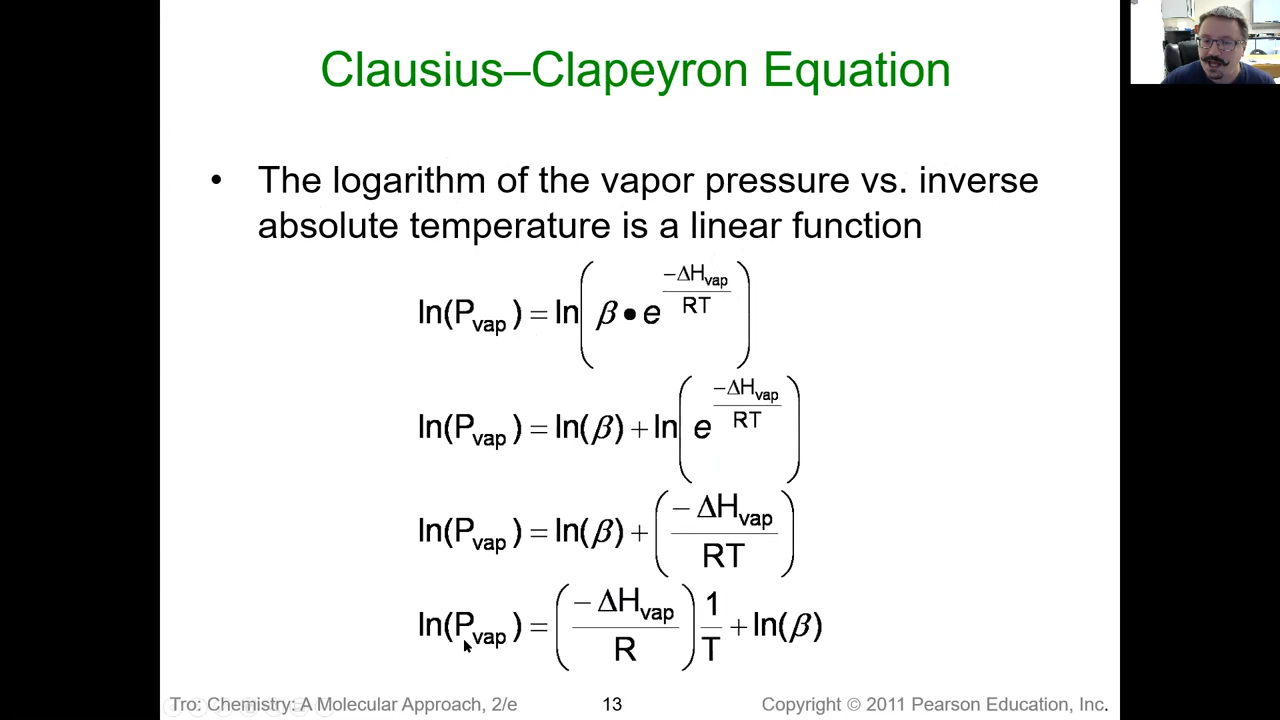 Clausius–Clapeyron Equation
• The logarithm of the vapor pressure vs. inverse
absolute temperature is a linear function
ln(Pvap) = ln(β • e^(−ΔHvap/RT))
ln(Pvap) = ln(β) + ln(e^(−ΔHvap/RT))
ln(Pvap) = ln(β) + (−ΔHvap/RT)
ln(Pvap) = (−ΔHvap/R) 1/T + ln(β)
Tro: Chemistry: A Molecular Approach, 2/e
13
Copyright © 2011 Pearson Education, Inc.